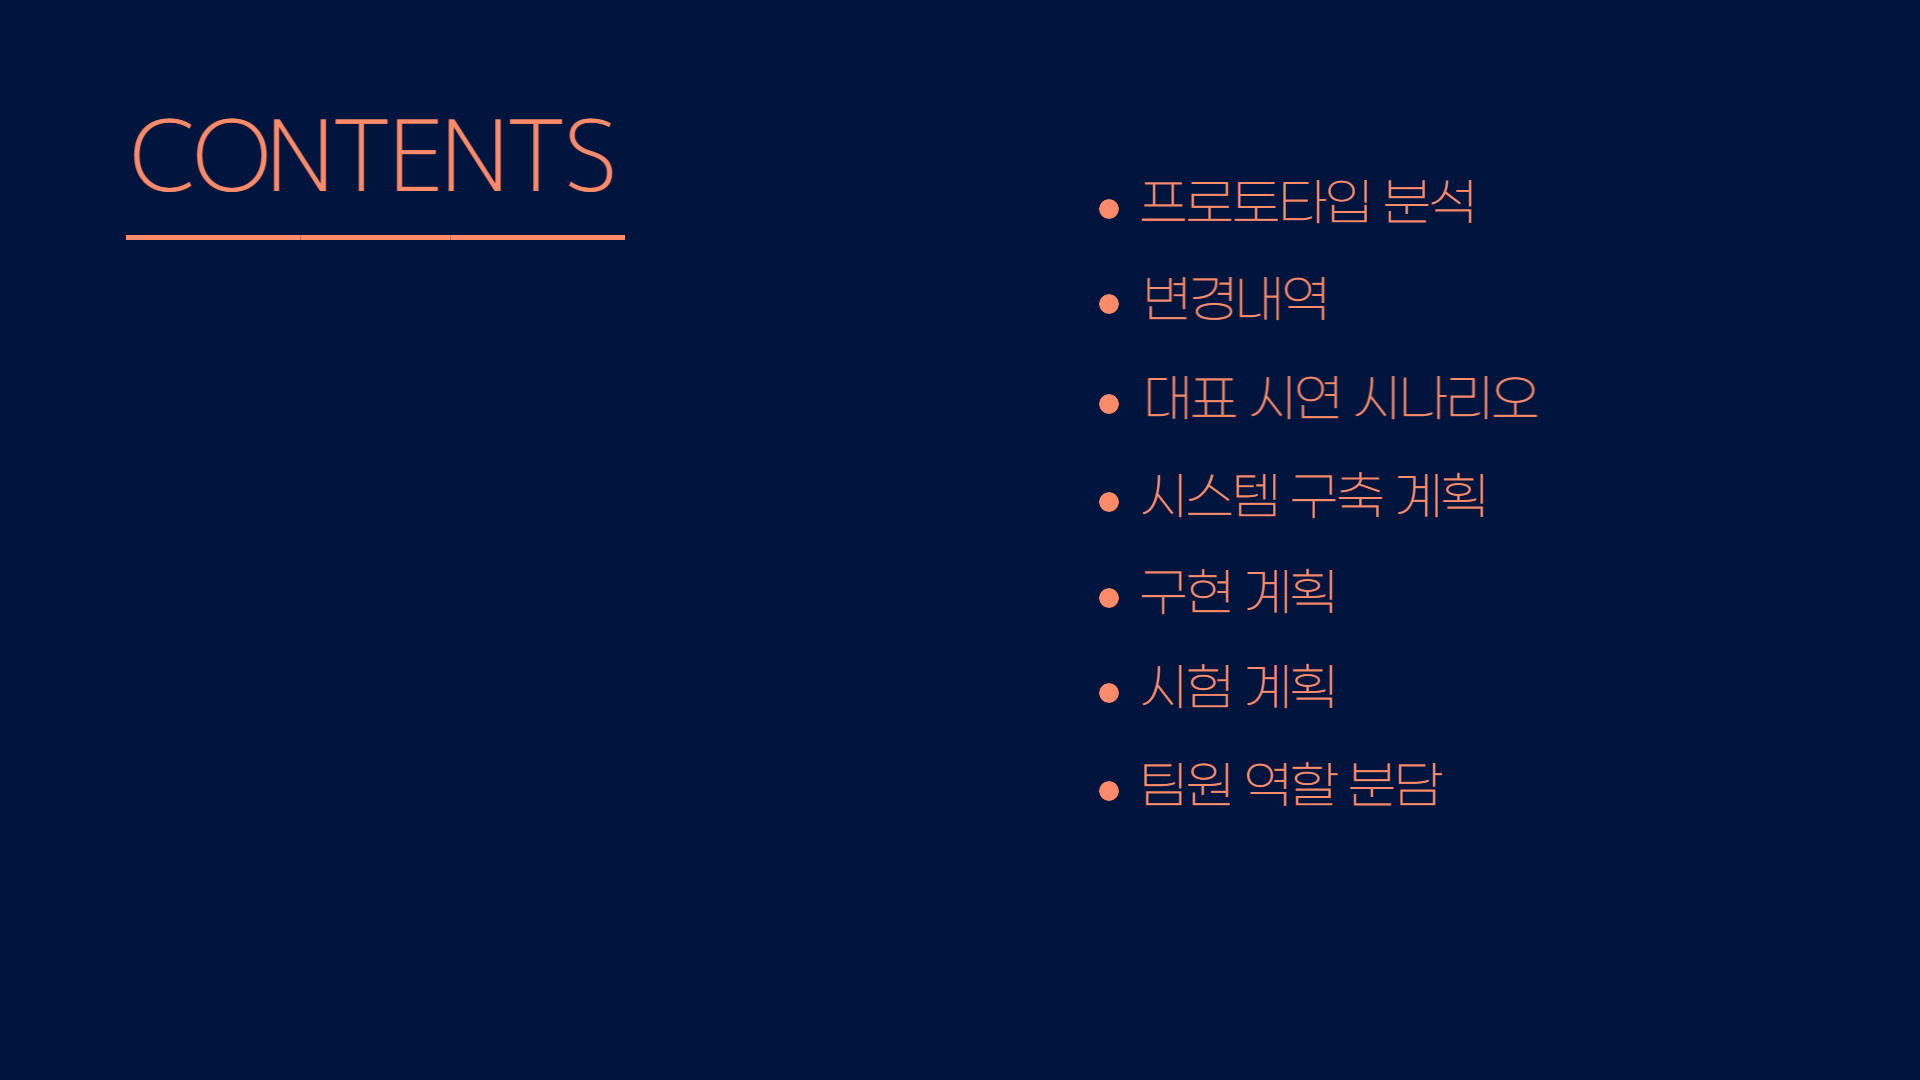 CONTENTS
프로토타입 분석
변경내역
대표 시연 시나리오
시스템 구축 계획
구현 계획
시험 계획
팀원 역할 분담